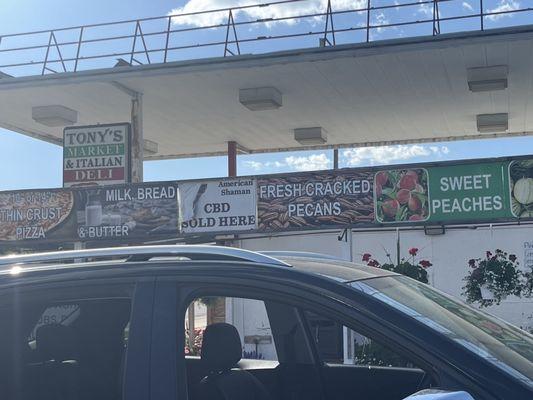 TONY'S
MARKET
& ITALIAN
DELI
THIN CRUST
PIZZA
MILK, BREAD
& BUTTER
American
Shaman
CBD
SOLD HERE
FRESH CRACKED
PECANS
SWEET
PEACHES